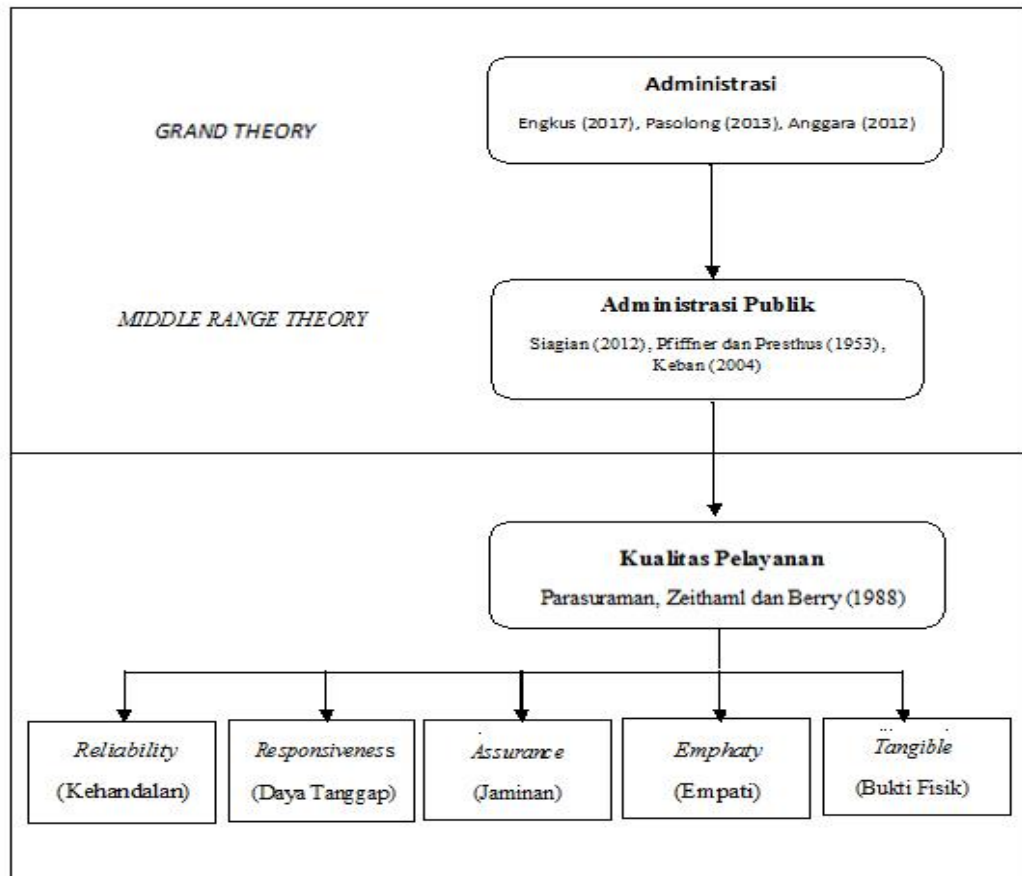 Administrasi
GRAND THEORY
Engkus (2017), Pasolong (2013), Anggara (2012)
Administrasi Publik
MIDDLE RANGE THEORY
Siagian (2012), Pfiffner dan Presthus (1953),
Keban (2004)
Kualitas Pelayanan
Parasuraman, Zeithaml dan Berry (1988)
Reliability
(Kehandalan)
Responsiveness
(Daya Tanggap)
Assurance
(Jaminan)
Emphaty
(Empati)
Tangible
(Bukti Fisik)